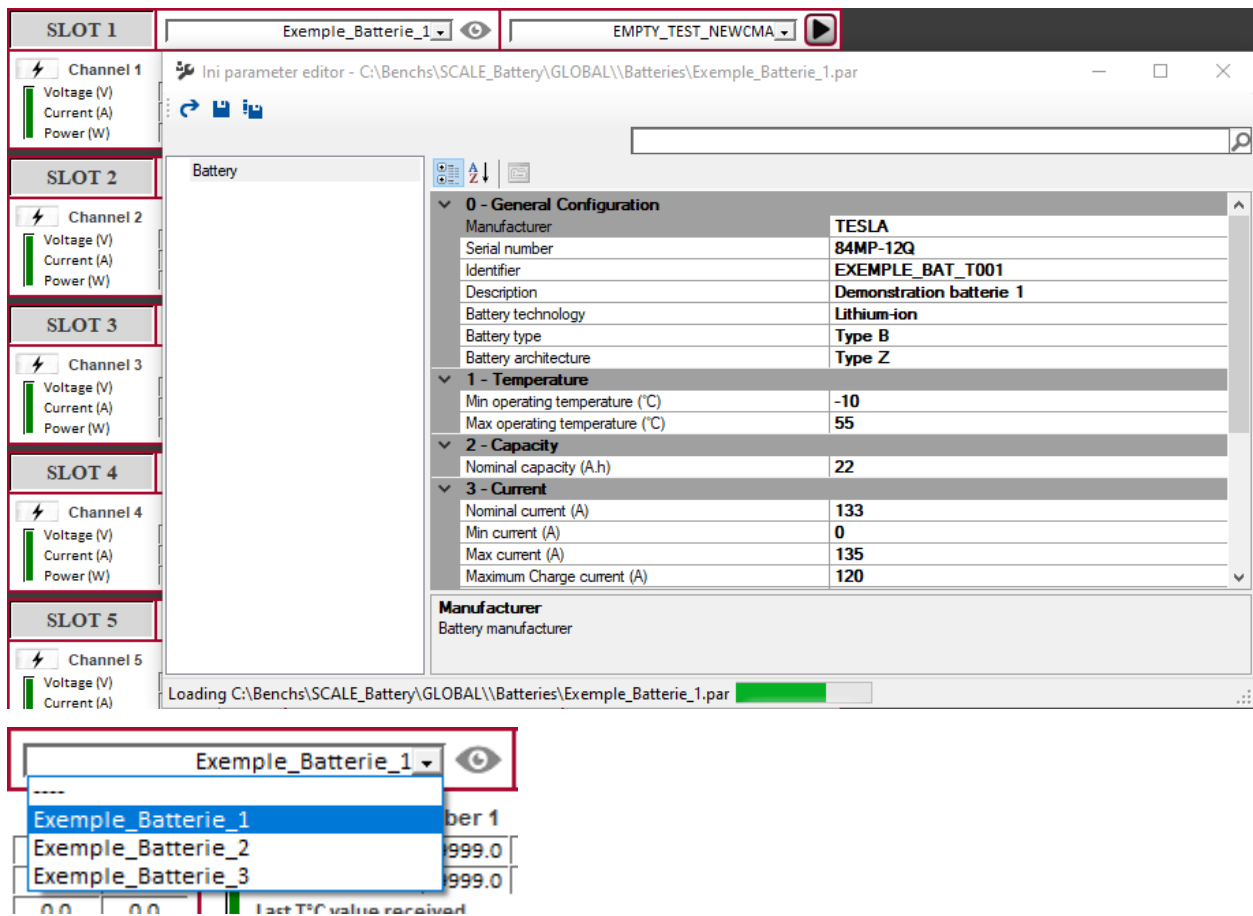 SLOT 1 Exemple_Batterie_1 EMPTY_TEST_NEWCMA
Channel 1
Voltage (V)
Current (A)
Power (W)
Ini parameter editor - C:\Benchs\SCALE_Battery\GLOBAL\\Batteries\Exemple_Batterie_1.par
SLOT 2
Channel 2
Voltage (V)
Current (A)
Power (W)
SLOT 3
Channel 3
Voltage (V)
Current (A)
Power (W)
SLOT 4
Channel 4
Voltage (V)
Current (A)
Power (W)
SLOT 5
Channel 5
Voltage (V)
Current (A)
Battery
0 - General Configuration
Manufacturer TESLA
Serial number 84MP-12Q
Identifier EXEMPLE_BAT_T001
Description Demonstration batterie 1
Battery technology Lithium-ion
Battery type Type B
Battery architecture Type Z
1 - Temperature
Min operating temperature (°C) -10
Max operating temperature (°C) 55
2 - Capacity
Nominal capacity (A.h) 22
3 - Current
Nominal current (A) 133
Min current (A) 0
Max current (A) 135
Maximum Charge current (A) 120
Manufacturer
Battery manufacturer
Loading C:\Benchs\SCALE_Battery\GLOBAL\\Batteries\Exemple_Batterie_1.par
Exemple_Batterie_1
----
Exemple_Batterie_1
Exemple_Batterie_2
Exemple_Batterie_3
ber 1
9999.0
9999.0
0.0 0.0 Last T°C value received